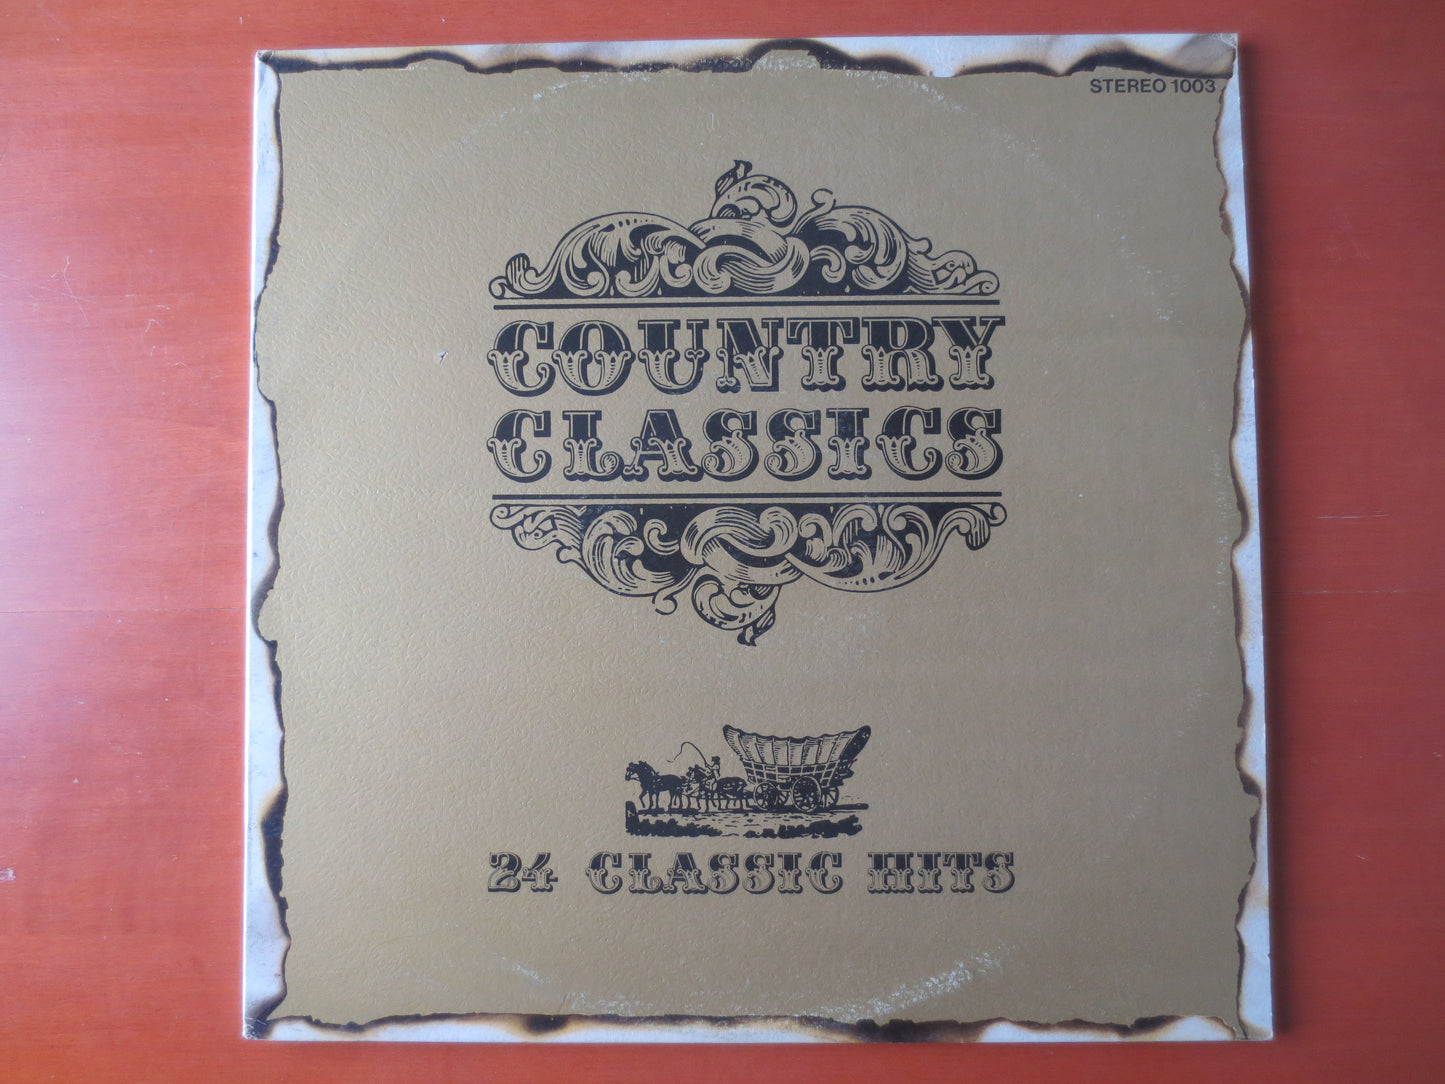 STEREO 1003
COUNTRY
CLASSICS
24 CLASSIC HITS